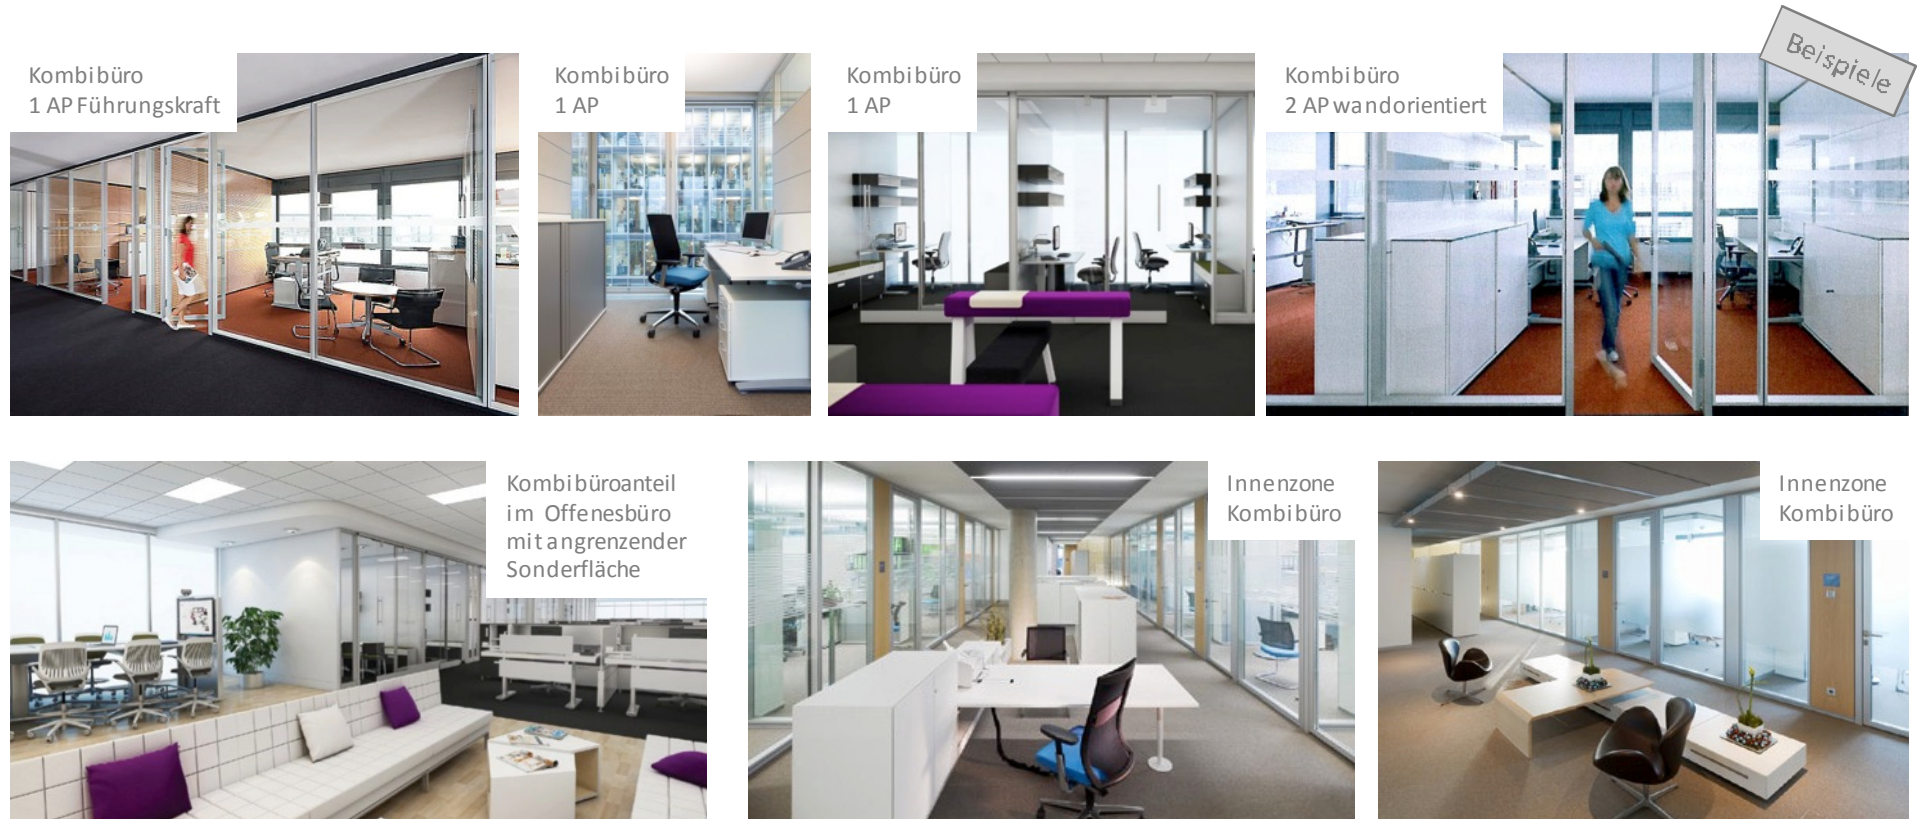 Kombibüro
1 AP Führungskraft
Kombibüro
1 AP
Kombibüro
1 AP
Kombibüro
2 AP wandorientiert
Beispiele
Kombibüroanteil
im Offenesbüro
mit angrenzender
Sonderfläche
Innenzone
Kombibüro
Innenzone
Kombibüro